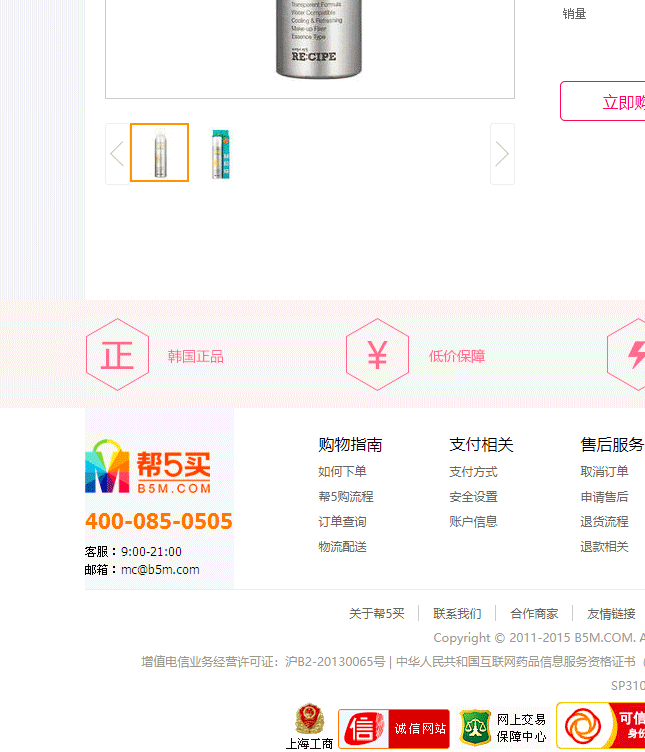 Transparent Formula
Water Compatible
Cooling & Refreshing
Make-up Fixer
Essence Type
RE:CIPE
销量
立即购
正
韩国正品
¥
低价保障
帮5买
B5M.COM
400-085-0505
客服：9:00-21:00
邮箱：mc@b5m.com
购物指南
如何下单
帮5购流程
订单查询
物流配送
支付相关
支付方式
安全设置
账户信息
售后服务
取消订单
申请售后
退货流程
退款相关
关于帮5买 | 联系我们 | 合作商家 | 友情链接
Copyright © 2011-2015 B5M.COM. A
增值电信业务经营许可证：沪B2-20130065号 | 中华人民共和国互联网药品信息服务资格证书（
SP310
上海工商
信
诚信网站
网上交易
保障中心
可信
身份